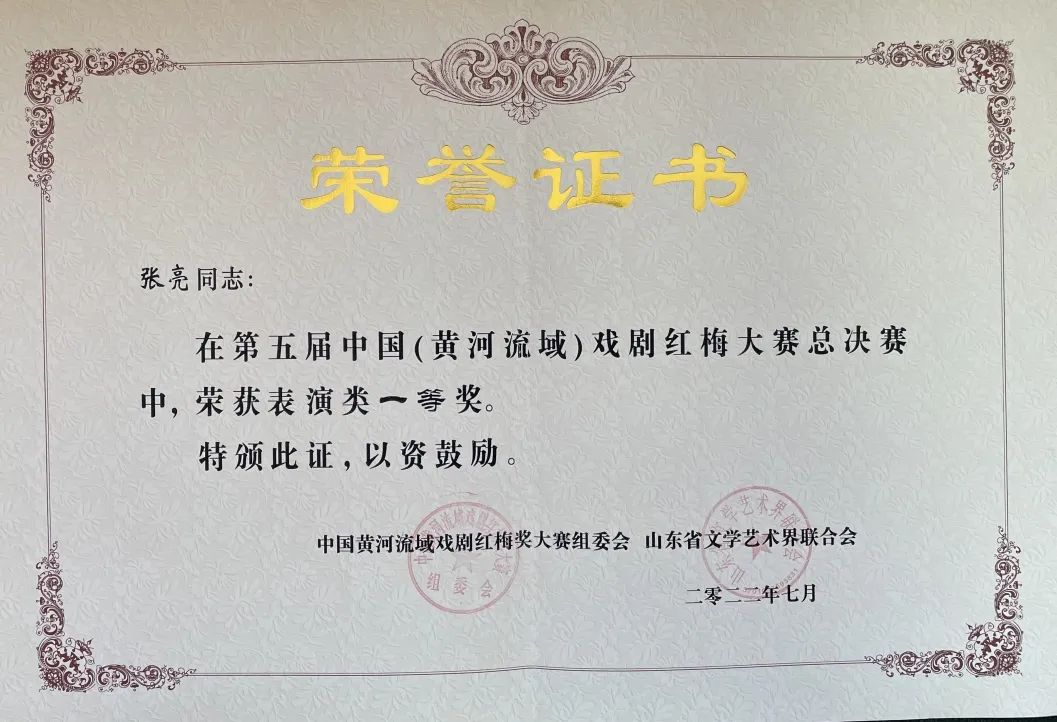 荣誉证书
张亮同志：
在第五届中国(黄河流域)戏剧红梅大赛总决赛
中，荣获表演类一等奖。
特颁此证，以资鼓励。
中国黄河流域戏剧红梅奖大赛组委会 山东省文学艺术界联合会
组委会
二零二二年七月